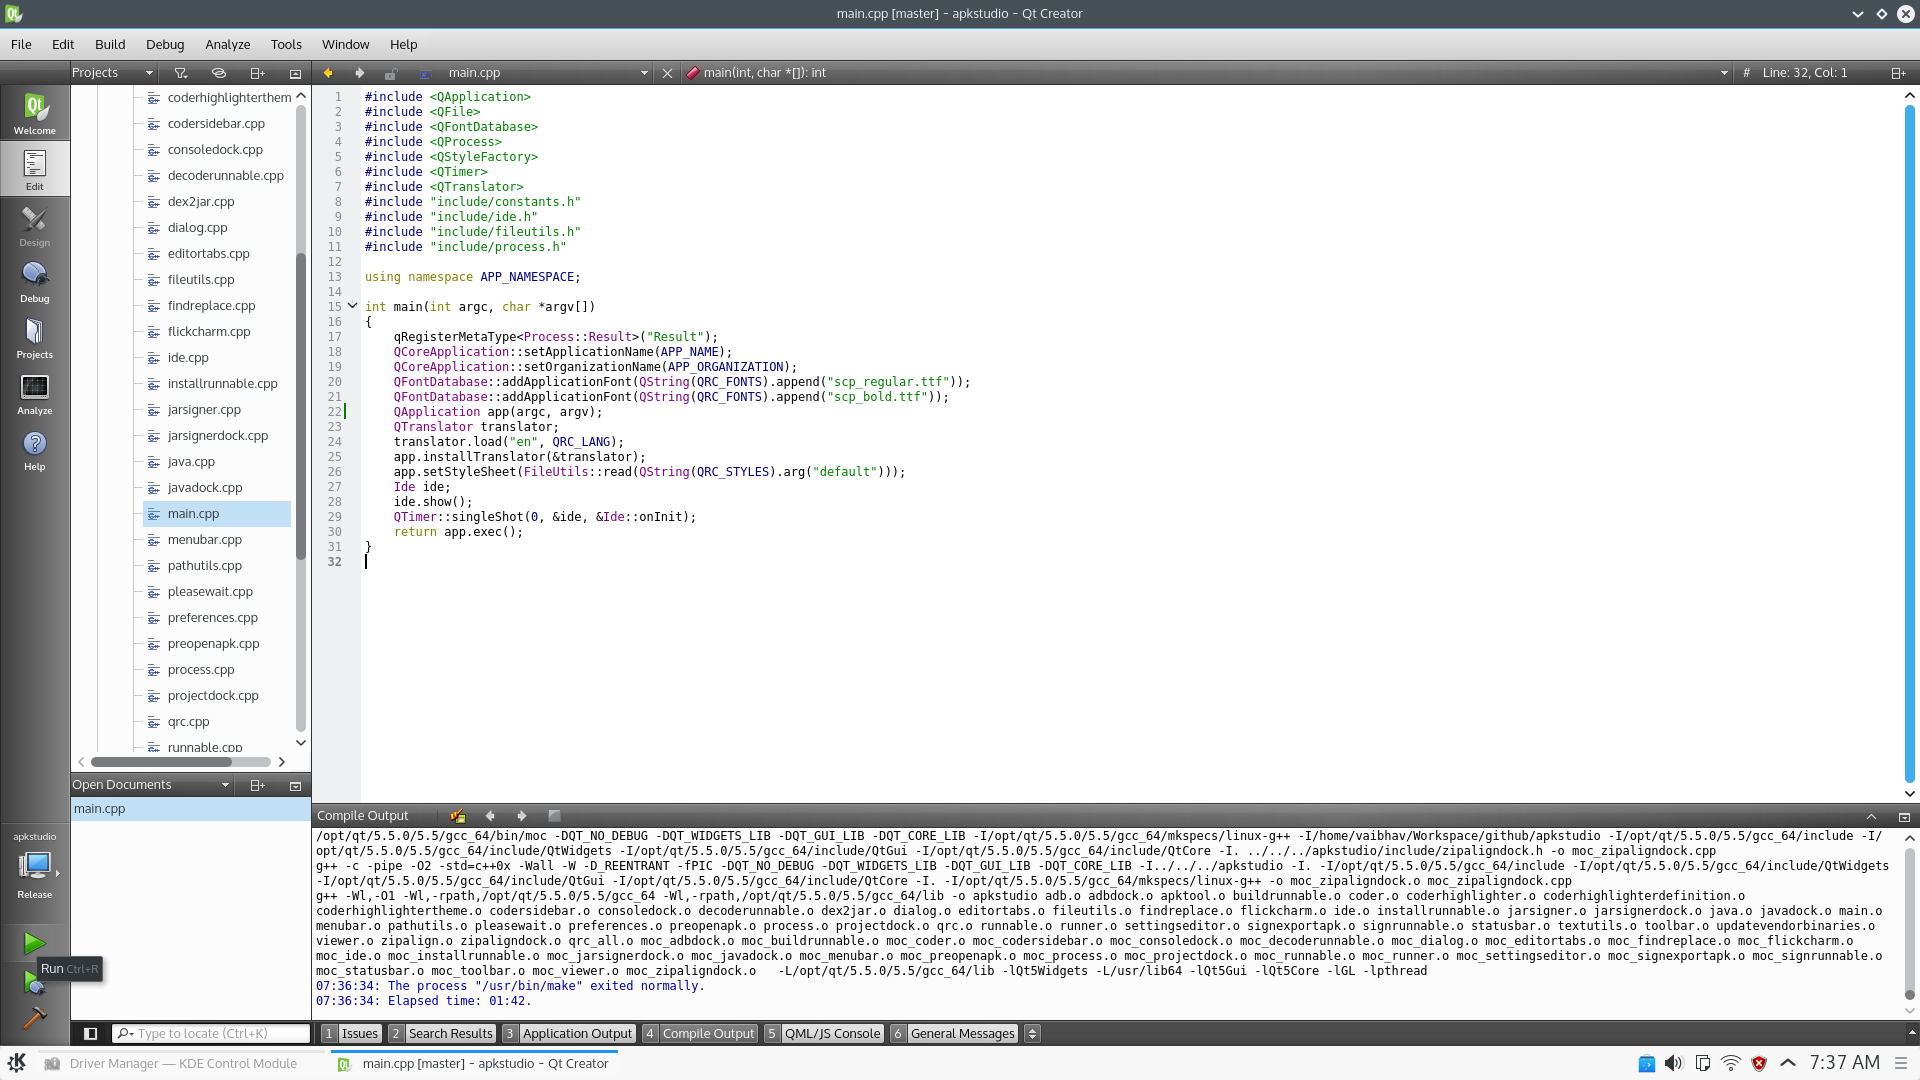 main.cpp [master] - apkstudio - Qt Creator
File Edit Build Debug Analyze Tools Window Help
Projects
main.cpp
main(int, char *[]): int
# Line: 32, Col: 1
Welcome
Edit
Design
Debug
Projects
Analyze
Help
coderhighlighterthem
codersidebar.cpp
consoledock.cpp
decoderunnable.cpp
dex2jar.cpp
dialog.cpp
editortabs.cpp
fileutils.cpp
findreplace.cpp
flickcharm.cpp
ide.cpp
installrunnable.cpp
jarsigner.cpp
jarsignerdock.cpp
java.cpp
javadock.cpp
main.cpp
menubar.cpp
pathutils.cpp
pleasewait.cpp
preferences.cpp
preopenapk.cpp
process.cpp
projectdock.cpp
qrc.cpp
runnable.cpp
Open Documents
main.cpp
1 #include <QApplication>
2 #include <QFile>
3 #include <QFontDatabase>
4 #include <QProcess>
5 #include <QStyleFactory>
6 #include <QTimer>
7 #include <QTranslator>
8 #include "include/constants.h"
9 #include "include/ide.h"
10 #include "include/fileutils.h"
11 #include "include/process.h"
12
13 using namespace APP_NAMESPACE;
14
15 int main(int argc, char *argv[])
16 {
17     qRegisterMetaType<Process::Result>("Result");
18     QCoreApplication::setApplicationName(APP_NAME);
19     QCoreApplication::setOrganizationName(APP_ORGANIZATION);
20     QFontDatabase::addApplicationFont(QString(QRC_FONTS).append("scp_regular.ttf"));
21     QFontDatabase::addApplicationFont(QString(QRC_FONTS).append("scp_bold.ttf"));
22     QApplication app(argc, argv);
23     QTranslator translator;
24     translator.load("en", QRC_LANG);
25     app.installTranslator(&translator);
26     app.setStyleSheet(FileUtils::read(QString(QRC_STYLES).arg("default")));
27     Ide ide;
28     ide.show();
29     QTimer::singleShot(0, &ide, &Ide::onInit);
30     return app.exec();
31 }
32
apkstudio
Release
Run Ctrl+R
Compile Output
/opt/qt/5.5.0/5.5/gcc_64/bin/moc -DQT_NO_DEBUG -DQT_WIDGETS_LIB -DQT_GUI_LIB -DQT_CORE_LIB -I/opt/qt/5.5.0/5.5/gcc_64/mkspecs/linux-g++ -I/home/vaibhav/Workspace/github/apkstudio -I/opt/qt/5.5.0/5.5/gcc_64/include -I/
opt/qt/5.5.0/5.5/gcc_64/include/QtWidgets -I/opt/qt/5.5.0/5.5/gcc_64/include/QtGui -I/opt/qt/5.5.0/5.5/gcc_64/include/QtCore -I. ../../../apkstudio/include/zipaligndock.h -o moc_zipaligndock.cpp
g++ -c -pipe -O2 -std=c++0x -Wall -W -D_REENTRANT -fPIC -DQT_NO_DEBUG -DQT_WIDGETS_LIB -DQT_GUI_LIB -DQT_CORE_LIB -I../../../apkstudio -I. -I/opt/qt/5.5.0/5.5/gcc_64/include -I/opt/qt/5.5.0/5.5/gcc_64/include/QtWidgets
-I/opt/qt/5.5.0/5.5/gcc_64/include/QtGui -I/opt/qt/5.5.0/5.5/gcc_64/include/QtCore -I. -I/opt/qt/5.5.0/5.5/gcc_64/mkspecs/linux-g++ -o moc_zipaligndock.o moc_zipaligndock.cpp
g++ -Wl,-O1 -Wl,-rpath,/opt/qt/5.5.0/5.5/gcc_64 -Wl,-rpath,/opt/qt/5.5.0/5.5/gcc_64/lib -o apkstudio adb.o adbdock.o apktool.o buildrunnable.o coder.o coderhighlighter.o coderhighlighterdefinition.o
coderhighlightertheme.o codersidebar.o consoledock.o decoderunnable.o dex2jar.o dialog.o editortabs.o fileutils.o findreplace.o flickcharm.o ide.o installrunnable.o jarsigner.o jarsignerdock.o java.o javadock.o main.o
menubar.o pathutils.o pleasewait.o preferences.o preopenapk.o process.o projectdock.o qrc.o runnable.o runner.o settingseditor.o signexportapk.o signrunnable.o statusbar.o textutils.o toolbar.o updatevendorbinaries.o
viewer.o zipalign.o zipaligndock.o qrc_all.o moc_adbdock.o moc_buildrunnable.o moc_coder.o moc_codersidebar.o moc_consoledock.o moc_decoderunnable.o moc_dialog.o moc_editortabs.o moc_findreplace.o moc_flickcharm.o
moc_ide.o moc_installrunnable.o moc_jarsignerdock.o moc_javadock.o moc_menubar.o moc_preopenapk.o moc_process.o moc_projectdock.o moc_runnable.o moc_runner.o moc_settingseditor.o moc_signexportapk.o moc_signrunnable.o
moc_statusbar.o moc_toolbar.o moc_viewer.o moc_zipaligndock.o   -L/opt/qt/5.5.0/5.5/gcc_64/lib -lQt5Widgets -L/usr/lib64 -lQt5Gui -lQt5Core -lGL -lpthread
07:36:34: The process "/usr/bin/make" exited normally.
07:36:34: Elapsed time: 01:42.
Type to locate (Ctrl+K)
1 Issues 2 Search Results 3 Application Output 4 Compile Output 5 QML/JS Console 6 General Messages
Driver Manager — KDE Control Module
main.cpp [master] - apkstudio - Qt Creator
7:37 AM